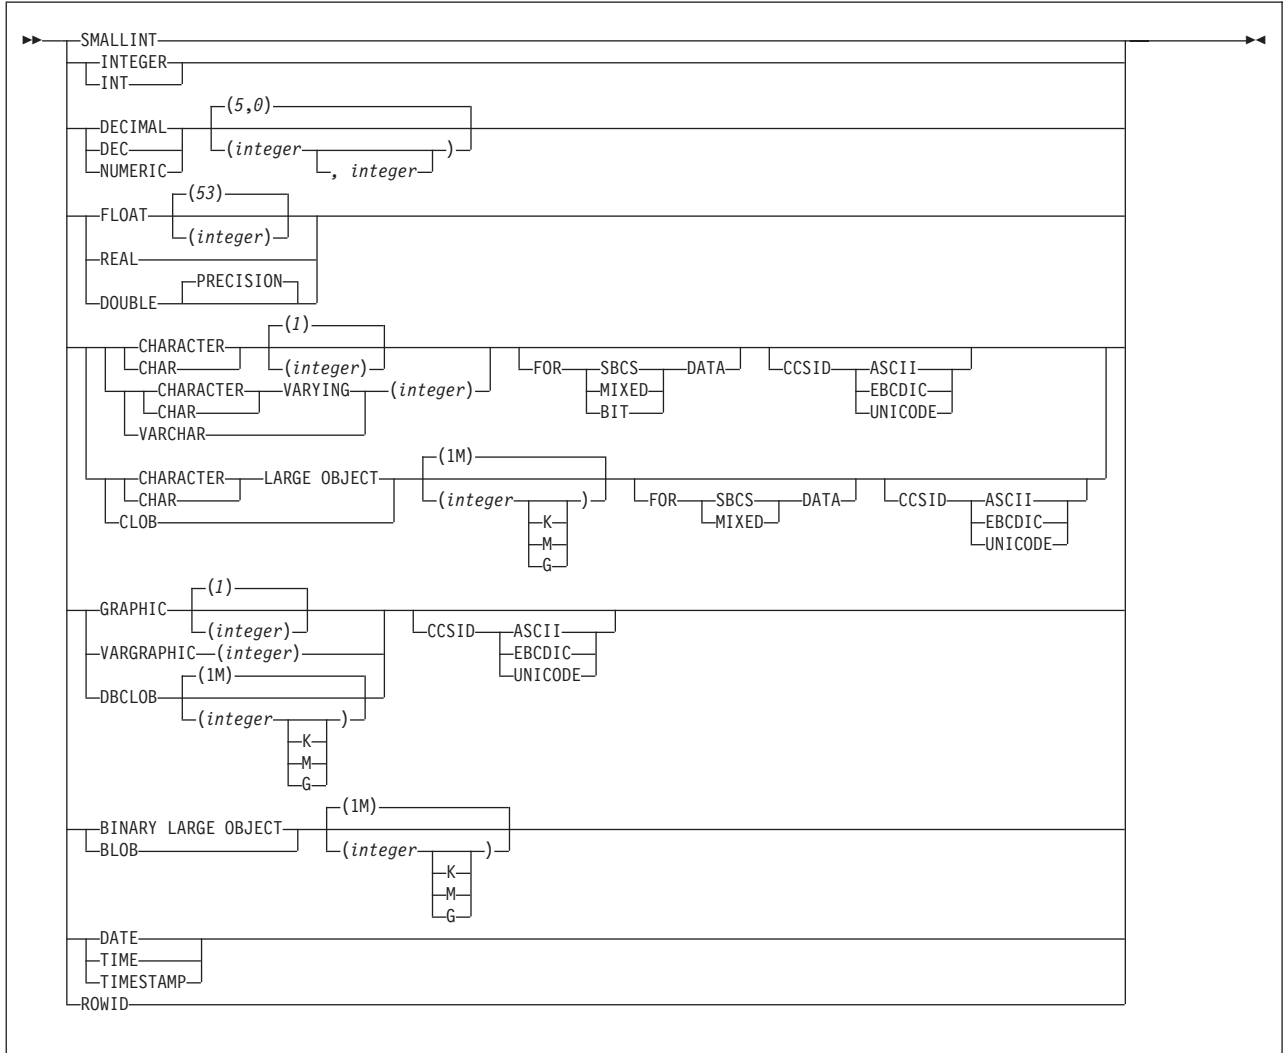 SMALLINT
INTEGER
INT
(5,0)
DECIMAL
DEC (integer )
NUMERIC , integer
(53)
FLOAT
(integer)
REAL
PRECISION
DOUBLE
(1)
CHARACTER
CHAR (integer) FOR SBCS DATA CCSID ASCII
CHARACTER VARYING (integer) MIXED EBCDIC
CHAR BIT UNICODE
VARCHAR
(1M)
CHARACTER LARGE OBJECT
CHAR (integer ) FOR SBCS DATA CCSID ASCII
CLOB K MIXED EBCDIC
M UNICODE
G
(1)
GRAPHIC
(integer) CCSID ASCII
VARGRAPHIC (integer) EBCDIC
(1M) UNICODE
DBCLOB
(integer )
K
M
G
(1M)
BINARY LARGE OBJECT
BLOB (integer )
K
M
G
DATE
TIME
TIMESTAMP
ROWID